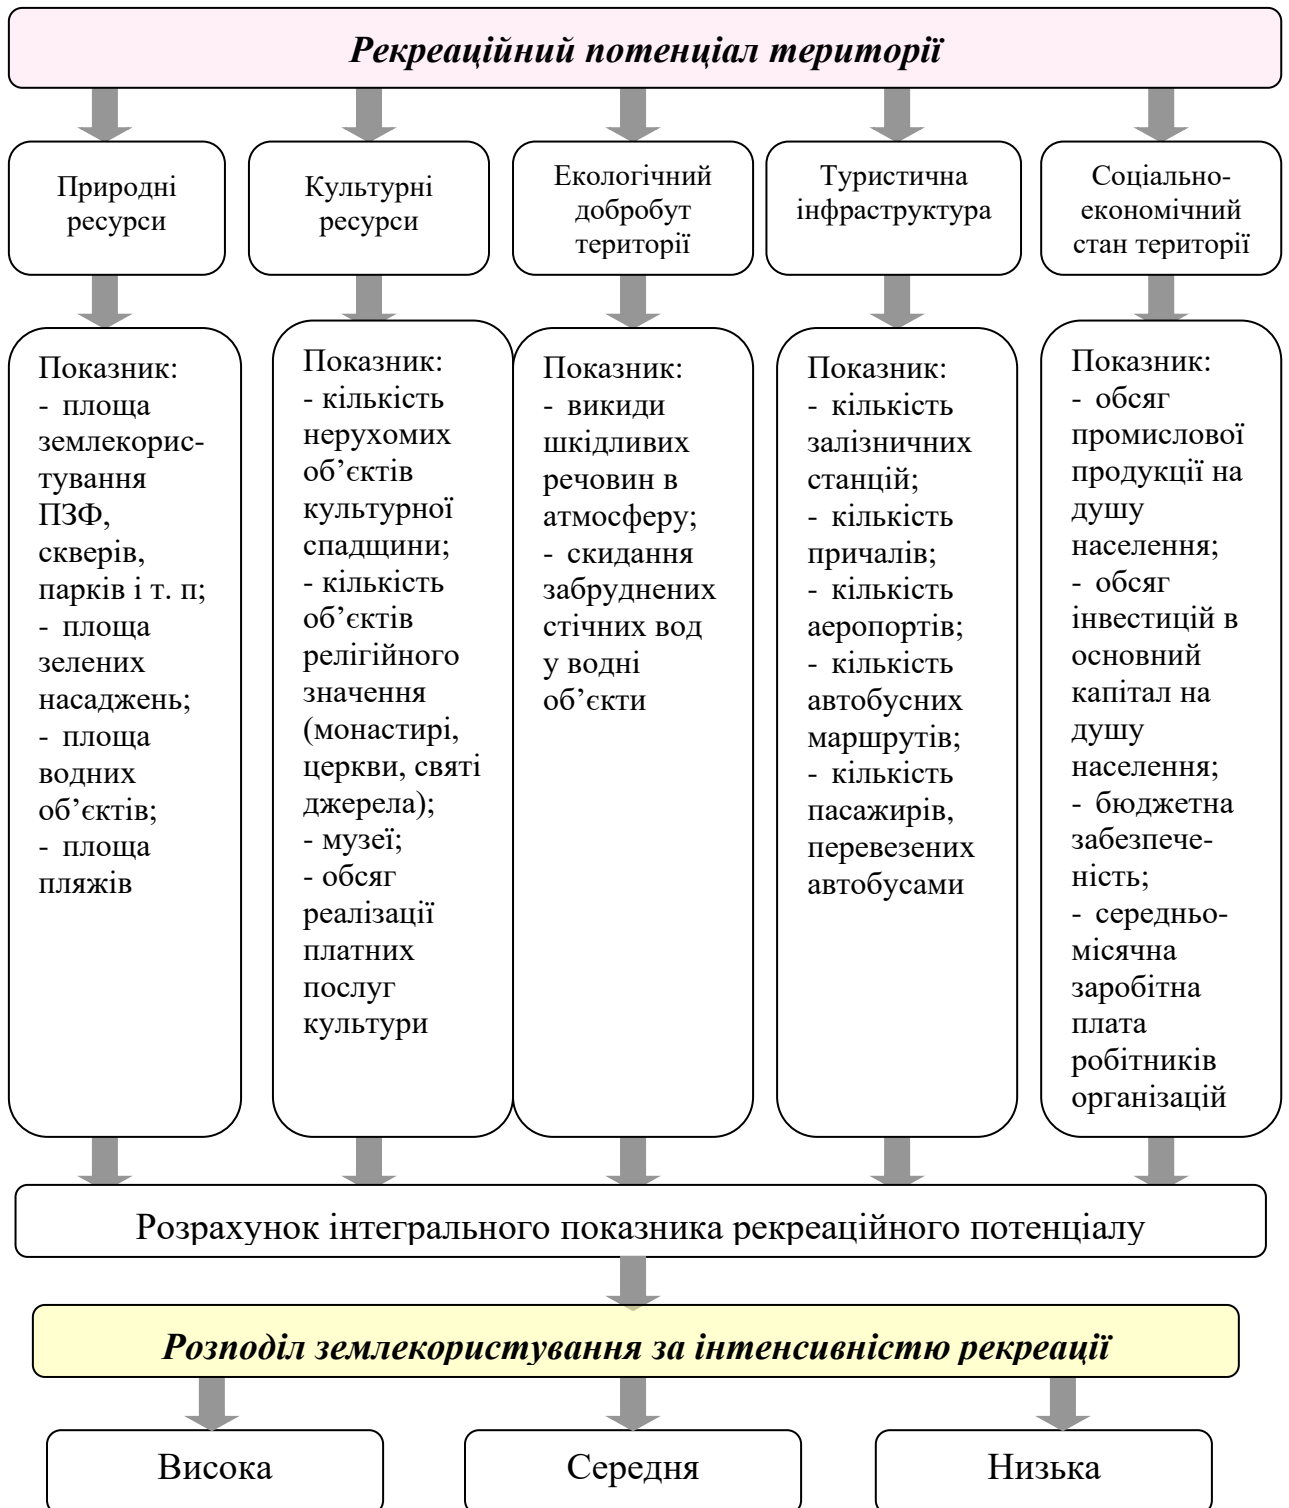 Рекреаційний потенціал території
Природні
ресурси
Культурні
ресурси
Екологічний
добробут
території
Туристична
інфраструктура
Соціально-
економічний
стан території
Показник:
- площа
землекорис-
тування
ПЗФ,
скверів,
парків і т. п;
- площа
зелених
насаджень;
- площа
водних
об’єктів;
- площа
пляжів
Показник:
- кількість
нерухомих
об’єктів
культурної
спадщини;
- кількість
об’єктів
релігійного
значення
(монастирі,
церкви, святі
джерела);
- музеї;
- обсяг
реалізації
платних
послуг
культури
Показник:
- викиди
шкідливих
речовин в
атмосферу;
- скидання
забруднених
стічних вод
у водні
об’єкти
Показник:
- кількість
залізничних
станцій;
- кількість
причалів;
- кількість
аеропортів;
- кількість
автобусних
маршрутів;
- кількість
пасажирів,
перевезених
автобусами
Показник:
- обсяг
промислової
продукції на
душу
населення;
- обсяг
інвестицій в
основний
капітал на
душу
населення;
- бюджетна
забезпече-
ність;
- середньо-
місячна
заробітна
плата
робітників
організацій
Розрахунок інтегрального показника рекреаційного потенціалу
Розподіл землекористування за інтенсивністю рекреації
Висока
Середня
Низька